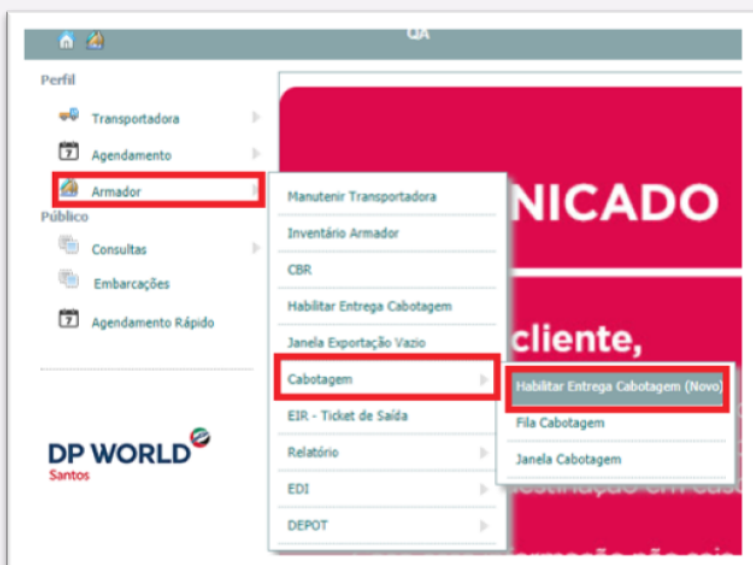 QA
Perfil
Transportadora
7
Agendamento
Armador
Público
Consultas
Embarcações
7
Agendamento Rápido
DP WORLD
Santos
Manutenir Transportadora
Inventário Armador
CBR
Habilitar Entrega Cabotagem
Janela Exportação Vazio
Cabotagem
EIR - Ticket de Saída
Relatório
EDI
DEPOT
Habilitar Entrega Cabotagem (Novo)
Fila Cabotagem
Janela Cabotagem
NICADO
cliente,